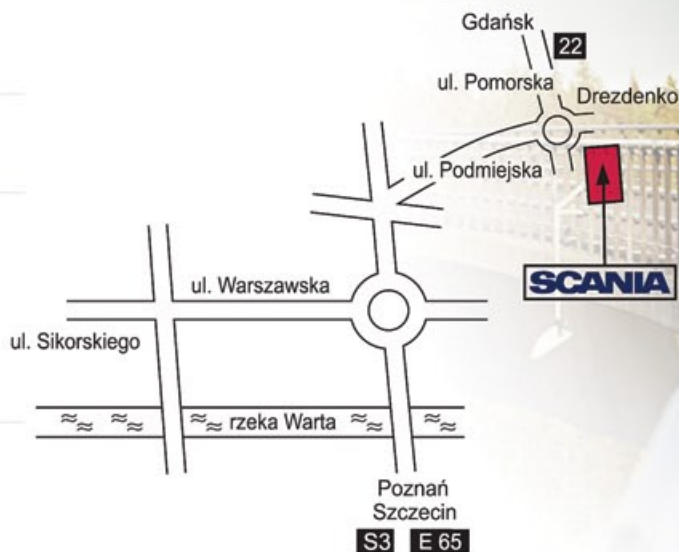 Gdańsk
22
ul. Pomorska
Drezdenko
ul. Podmiejska
SCANIA
ul. Warszawska
ul. Sikorskiego
rzeka Warta
Poznań
Szczecin
S3 E 65